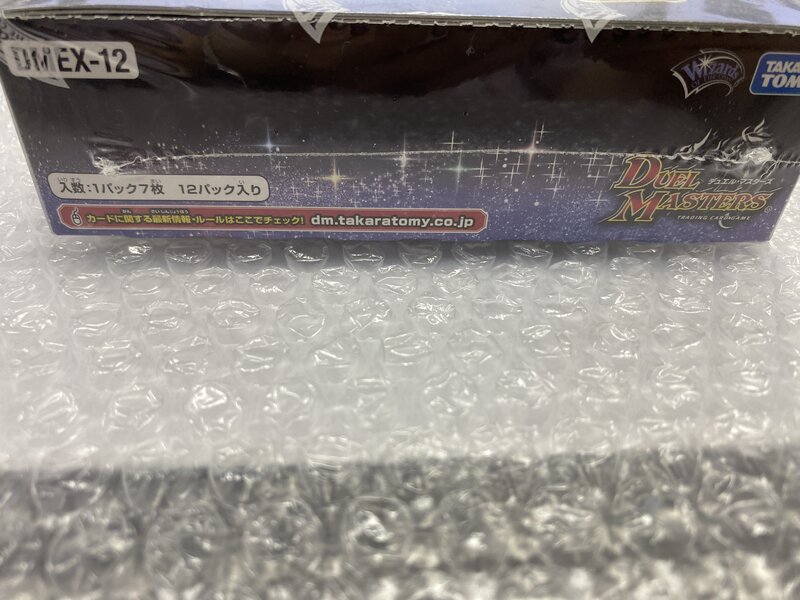 DMEX-12
Wizards
TAKA
TOM
入数:1パック7枚 12パック入り
カードに関する最新情報・ルールはここでチェック! dm.takaratomy.co.jp
デュエル・マスターズ
DUEL
MASTERS
TRADING CARD GAME